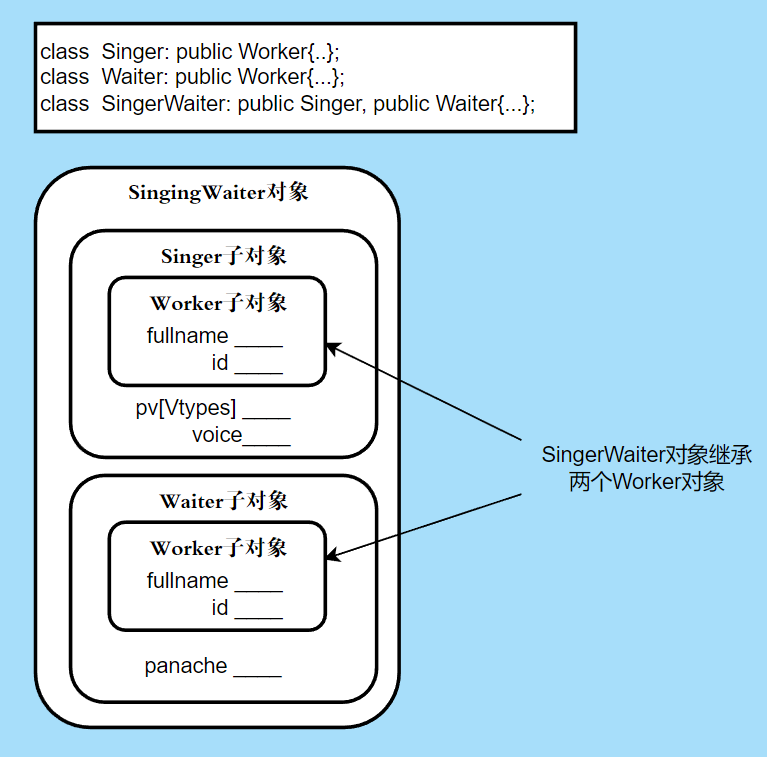 class  Singer: public Worker{..};
class  Waiter: public Worker{...};
class  SingerWaiter: public Singer, public Waiter{...};
SingingWaiter对象
Singer子对象
Worker子对象
fullname ____
id ____
pv[Vtypes] ____
voice____
Waiter子对象
Worker子对象
fullname ____
id ____
panache ____
SingerWaiter对象继承
两个Worker对象